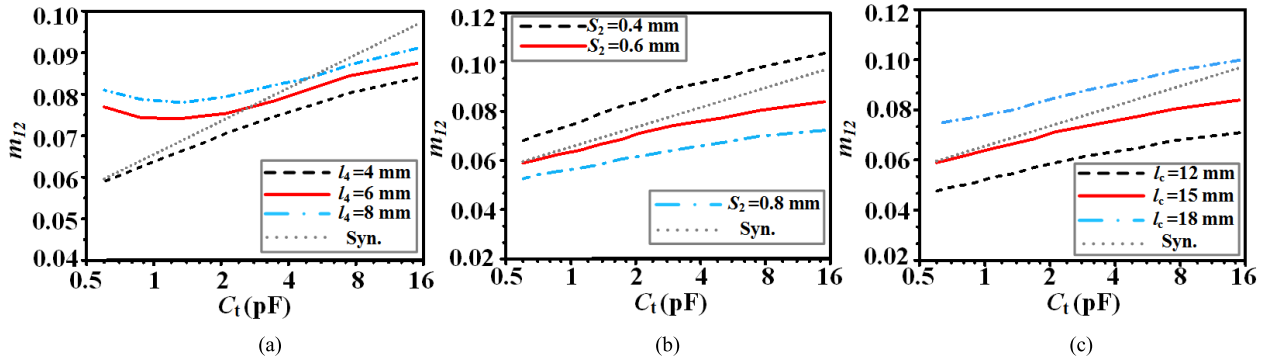 0.10
0.09
0.08
0.07
0.06
0.05
0.04
m12
0.5
1
2
4
8
16
Ct (pF)
l4=4 mm
l4=6 mm
l4=8 mm
Syn.
(a)
0.12
0.10
0.08
0.06
0.04
0.02
m12
0.5
1
2
4
8
16
Ct (pF)
S2=0.4 mm
S2=0.6 mm
S2=0.8 mm
Syn.
(b)
0.12
0.10
0.08
0.06
0.04
0.02
m12
0.5
1
2
4
8
16
Ct (pF)
lc=12 mm
lc=15 mm
lc=18 mm
Syn.
(c)